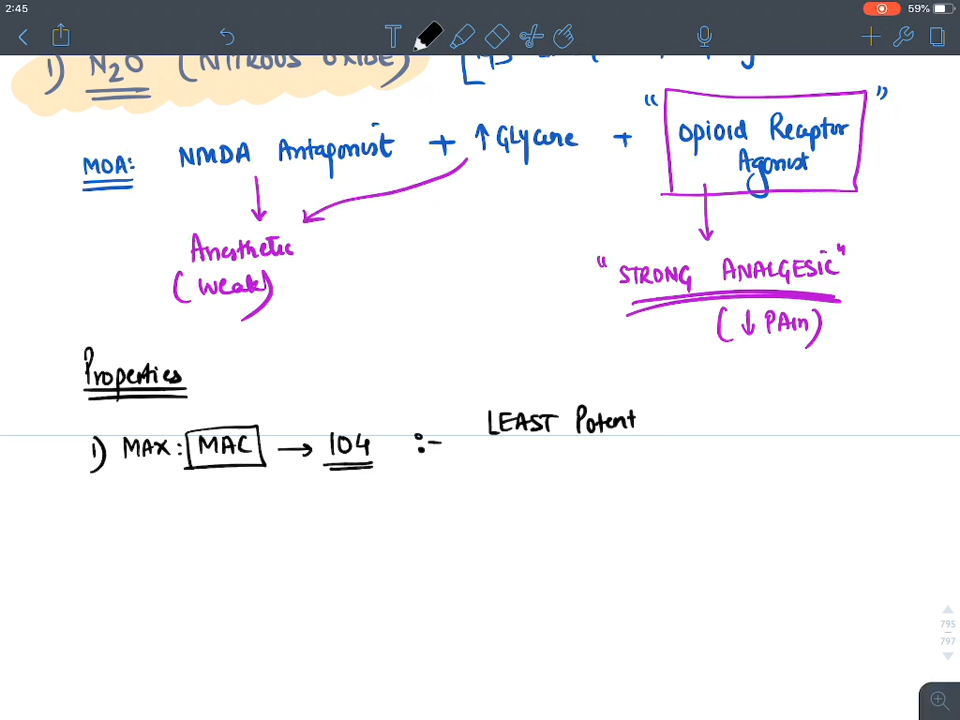 2:45
59%
T
1) N2O (NITROUS OXIDE)
MOA: NMDA Antagonist + ↑ Glycine + "Opioid Receptor
Agonist"
Anesthetic
(weak)
"STRONG ANALGESIC"
(↓ PAin)
Properties
1) MAX: MAC → 104 :- LEAST Potent
795
797